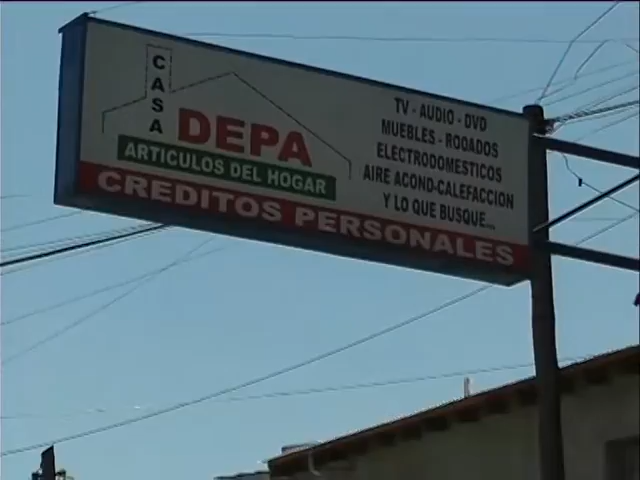 CASA
DEPA
ARTICULOS DEL HOGAR
TV - AUDIO - DVD
MUEBLES - RODADOS
ELECTRODOMESTICOS
AIRE ACOND-CALEFACCION
Y LO QUE BUSQUE...
CREDITOS PERSONALES